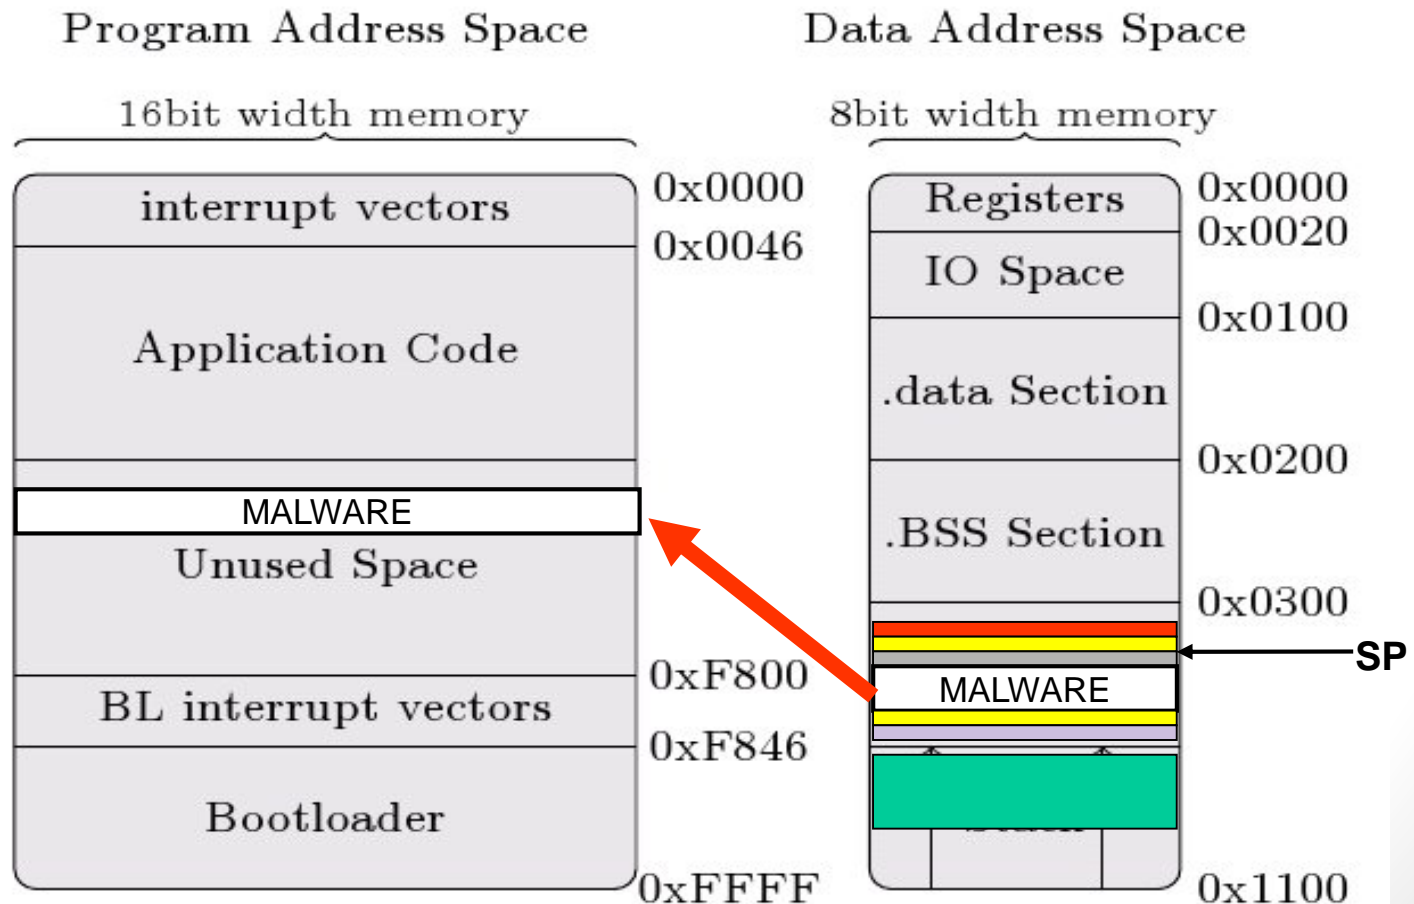 Program Address Space
Data Address Space
16bit width memory
8bit width memory
interrupt vectors
0x0000
0x0046
Application Code
MALWARE
Unused Space
0xF800
BL interrupt vectors
0xF846
Bootloader
0xFFFF
Registers
0x0000
0x0020
IO Space
0x0100
.data Section
0x0200
.BSS Section
0x0300
SP
MALWARE
0x1100